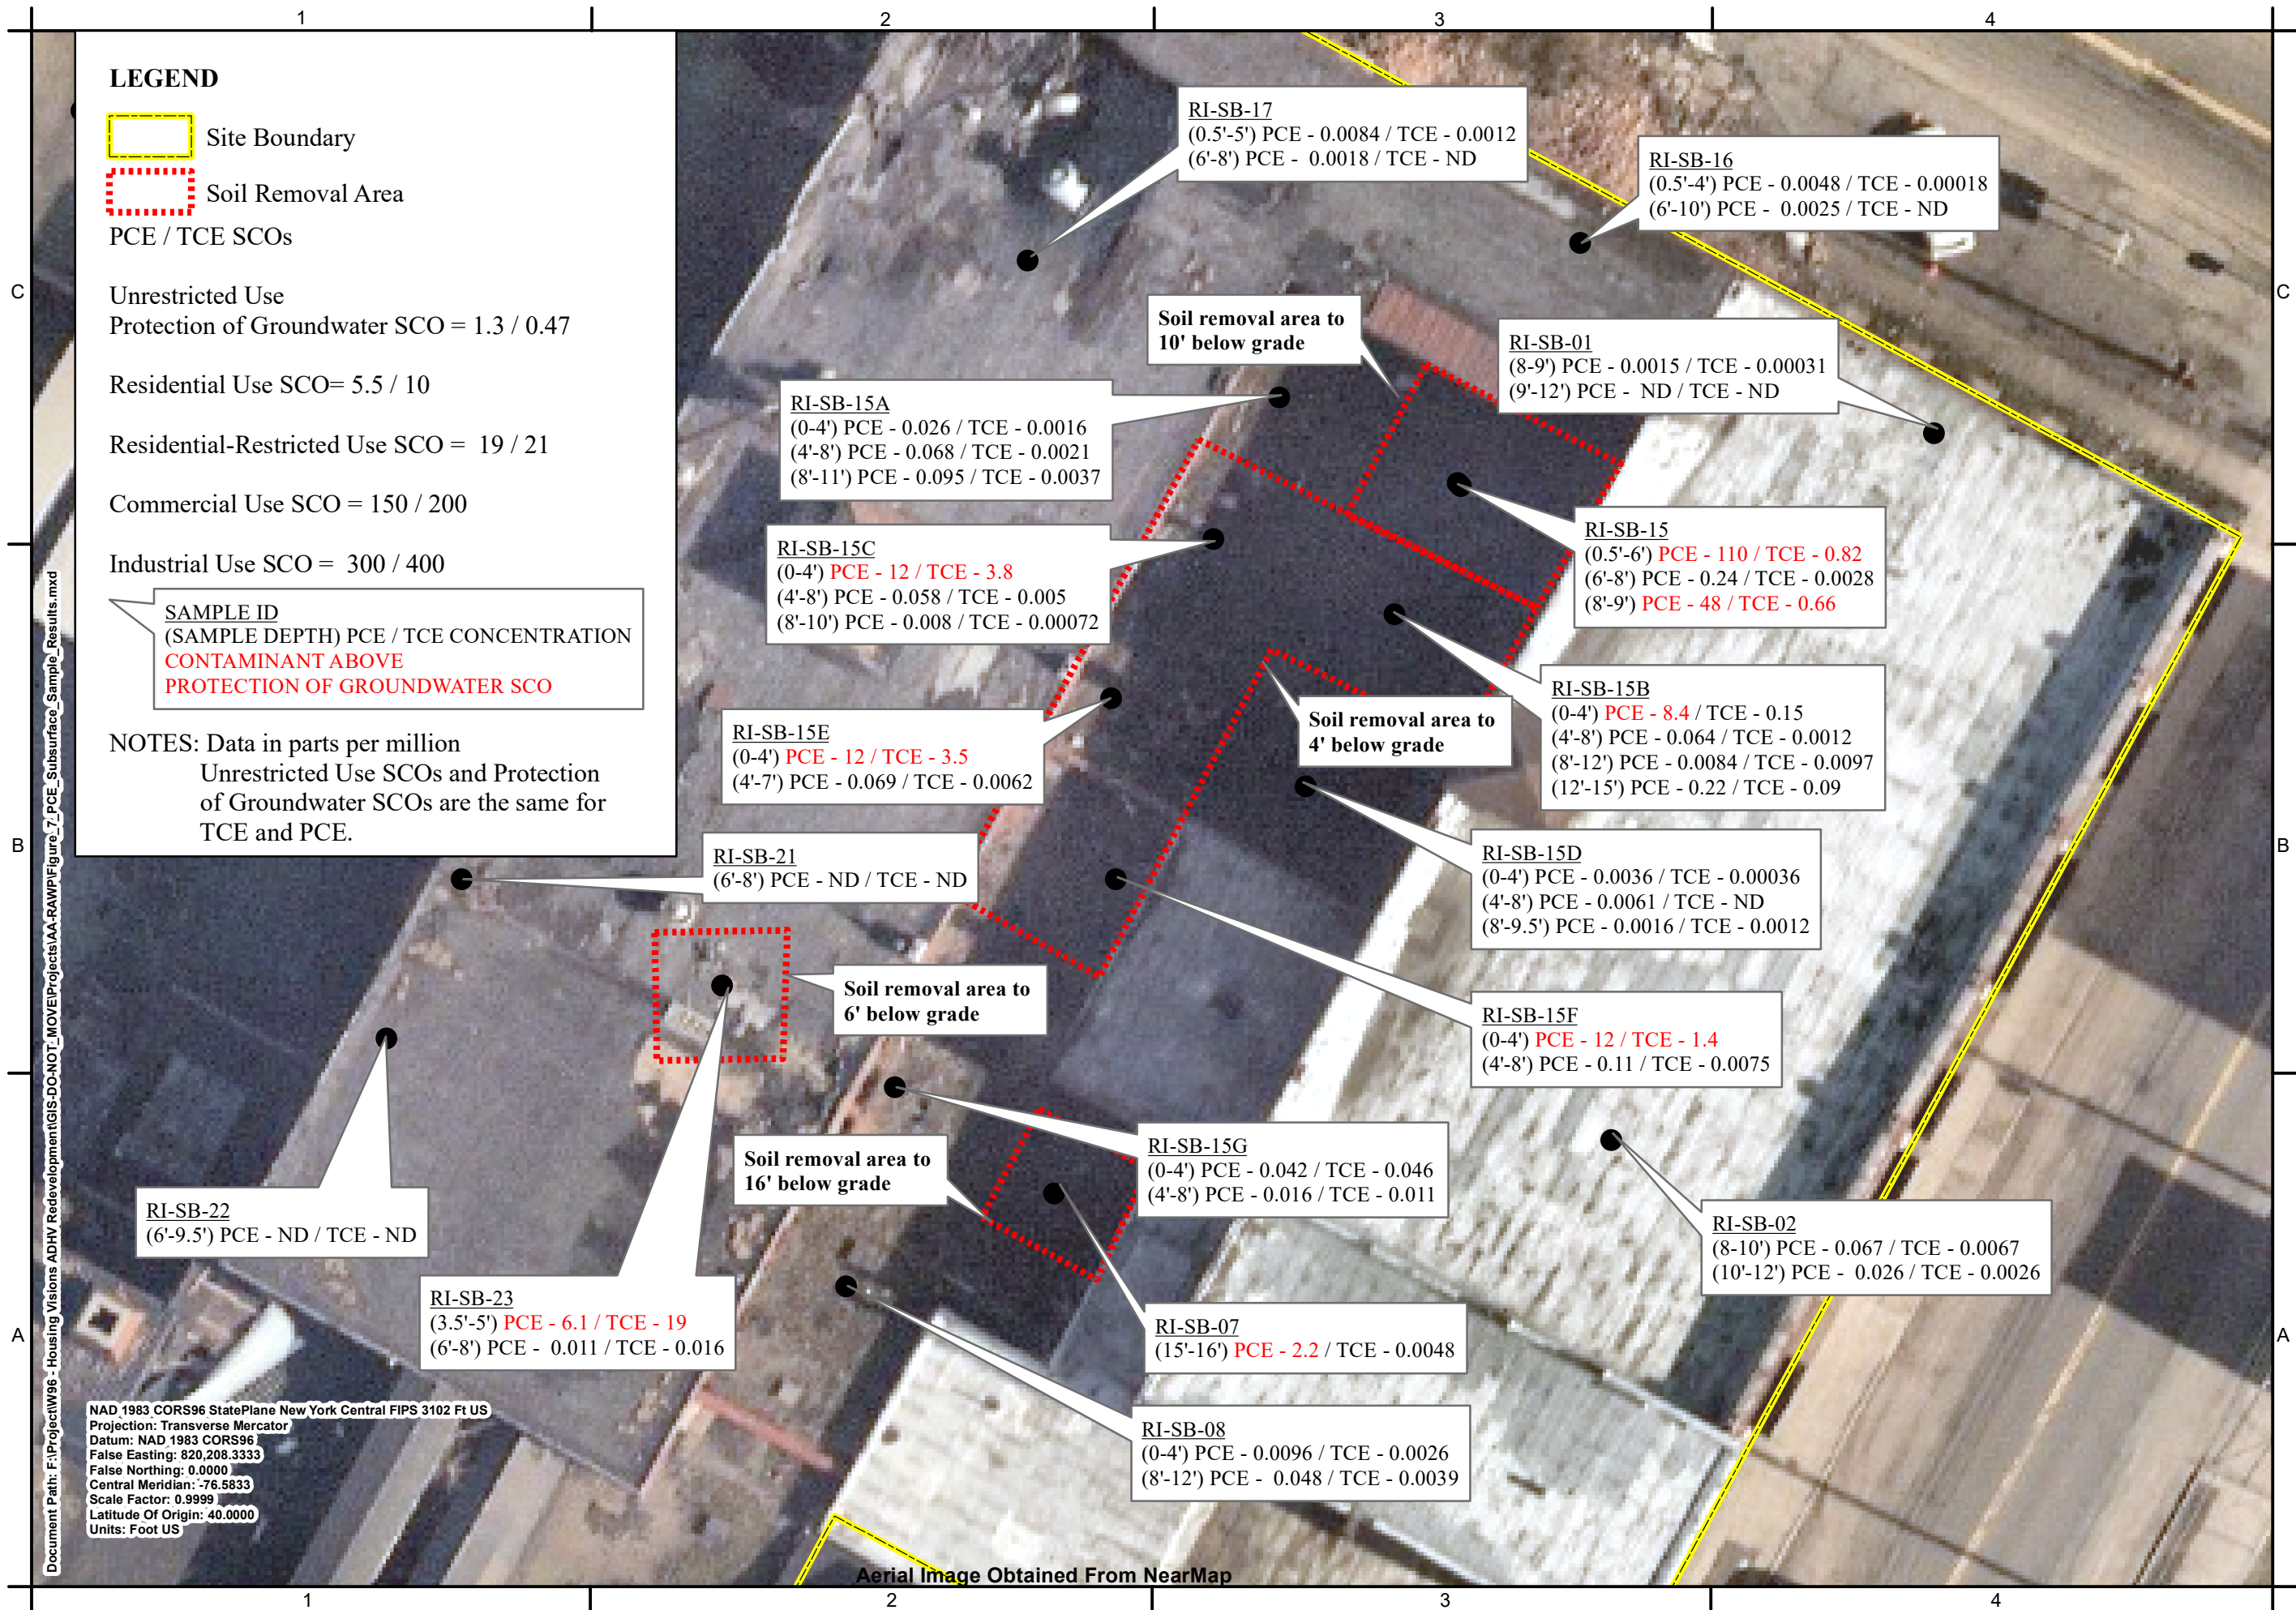 1 2 3 4
LEGEND
Site Boundary
Soil Removal Area
PCE / TCE SCOs
Unrestricted Use
Protection of Groundwater SCO = 1.3 / 0.47
Residential Use SCO= 5.5 / 10
Residential-Restricted Use SCO = 19 / 21
Commercial Use SCO = 150 / 200
Industrial Use SCO = 300 / 400
SAMPLE ID
(SAMPLE DEPTH) PCE / TCE CONCENTRATION
CONTAMINANT ABOVE
PROTECTION OF GROUNDWATER SCO
NOTES: Data in parts per million
Unrestricted Use SCOs and Protection
of Groundwater SCOs are the same for
TCE and PCE.
RI-SB-17
(0.5'-5') PCE - 0.0084 / TCE - 0.0012
(6'-8') PCE - 0.0018 / TCE - ND
RI-SB-16
(0.5'-4') PCE - 0.0048 / TCE - 0.00018
(6'-10') PCE - 0.0025 / TCE - ND
C
C
Soil removal area to
10' below grade
RI-SB-01
(8-9') PCE - 0.0015 / TCE - 0.00031
(9'-12') PCE - ND / TCE - ND
RI-SB-15A
(0-4') PCE - 0.026 / TCE - 0.0016
(4'-8') PCE - 0.068 / TCE - 0.0021
(8'-11') PCE - 0.095 / TCE - 0.0037
RI-SB-15C
(0-4') PCE - 12 / TCE - 3.8
(4'-8') PCE - 0.058 / TCE - 0.005
(8'-10') PCE - 0.008 / TCE - 0.00072
RI-SB-15
(0.5'-6') PCE - 110 / TCE - 0.82
(6'-8') PCE - 0.24 / TCE - 0.0028
(8'-9') PCE - 48 / TCE - 0.66
RI-SB-15E
(0-4') PCE - 12 / TCE - 3.5
(4'-7') PCE - 0.069 / TCE - 0.0062
Soil removal area to
4' below grade
RI-SB-15B
(0-4') PCE - 8.4 / TCE - 0.15
(4'-8') PCE - 0.064 / TCE - 0.0012
(8'-12') PCE - 0.0084 / TCE - 0.0097
(12'-15') PCE - 0.22 / TCE - 0.09
B
B
RI-SB-21
(6'-8') PCE - ND / TCE - ND
RI-SB-15D
(0-4') PCE - 0.0036 / TCE - 0.00036
(4'-8') PCE - 0.0061 / TCE - ND
(8'-9.5') PCE - 0.0016 / TCE - 0.0012
Soil removal area to
6' below grade
RI-SB-15F
(0-4') PCE - 12 / TCE - 1.4
(4'-8') PCE - 0.11 / TCE - 0.0075
Soil removal area to
16' below grade
RI-SB-15G
(0-4') PCE - 0.042 / TCE - 0.046
(4'-8') PCE - 0.016 / TCE - 0.011
RI-SB-22
(6'-9.5') PCE - ND / TCE - ND
RI-SB-02
(8-10') PCE - 0.067 / TCE - 0.0067
(10'-12') PCE - 0.026 / TCE - 0.0026
RI-SB-23
(3.5'-5') PCE - 6.1 / TCE - 19
(6'-8') PCE - 0.011 / TCE - 0.016
RI-SB-07
(15'-16') PCE - 2.2 / TCE - 0.0048
A
A
RI-SB-08
(0-4') PCE - 0.0096 / TCE - 0.0026
(8'-12') PCE - 0.048 / TCE - 0.0039
NAD 1983 CORS96 StatePlane New York Central FIPS 3102 Ft US
Projection: Transverse Mercator
Datum: NAD 1983 CORS96
False Easting: 820,208.3333
False Northing: 0.0000
Central Meridian: -76.5833
Scale Factor: 0.9999
Latitude Of Origin: 40.0000
Units: Foot US
Document Path: F:\Project\W96 - Housing Visions ADHV Redevelopment\GIS-DO-NOT_MOVE\Projects\AA-RAWP\Figure_7_PCE_Subsurface_Sample_Results.mxd
Aerial Image Obtained From NearMap
1 2 3 4